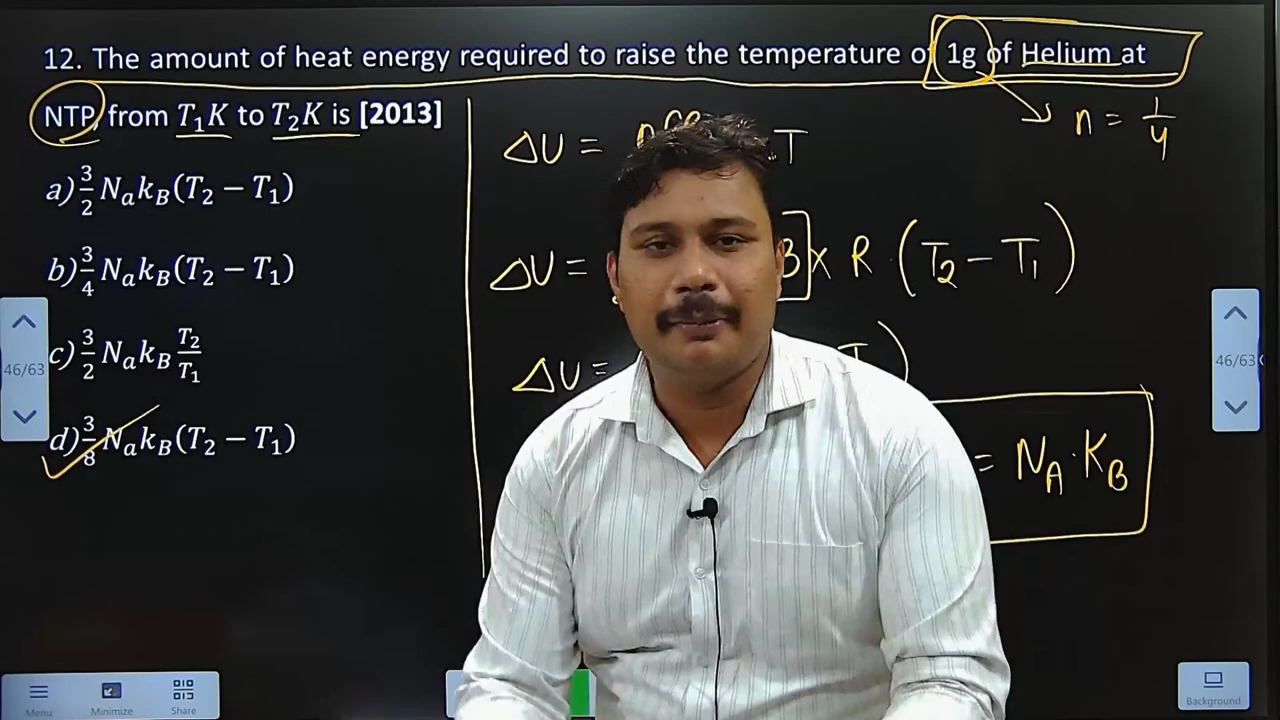 12. The amount of heat energy required to raise the temperature of 1g of Helium at
NTP, from T₁K to T₂K is [2013]
a) 3/2 Nₐk_B(T₂ − T₁)
b) 3/4 Nₐk_B(T₂ − T₁)
c) 3/2 Nₐk_B T₂/T₁
d) 3/8 Nₐk_B(T₂ − T₁)
n = 1/4
ΔU =
T
ΔU =
3 × R (T₂ − T₁)
ΔU =
= N_A·K_B
46/63
46/63
Menu
Minimize
Share
Background